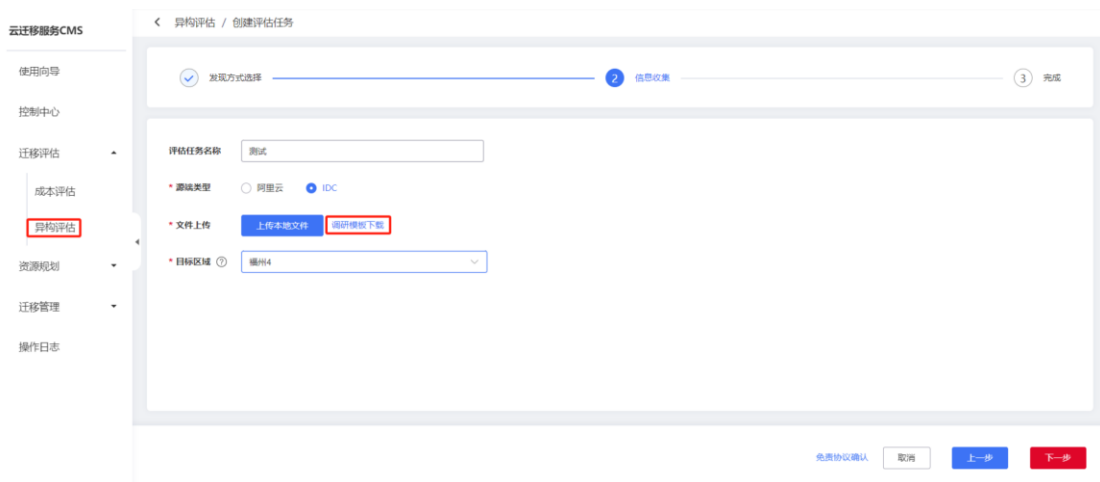 云迁移服务CMS
使用向导
控制中心
迁移评估
成本评估
异构评估
资源规划
迁移管理
操作日志
异构评估 / 创建评估任务
发现方式选择
2 信息收集
3 完成
评估任务名称 测试
* 源端类型 阿里云 IDC
* 文件上传 上传本地文件 调研模板下载
* 目标区域 ? 福州4
免责协议确认 取消 上一步 下一步